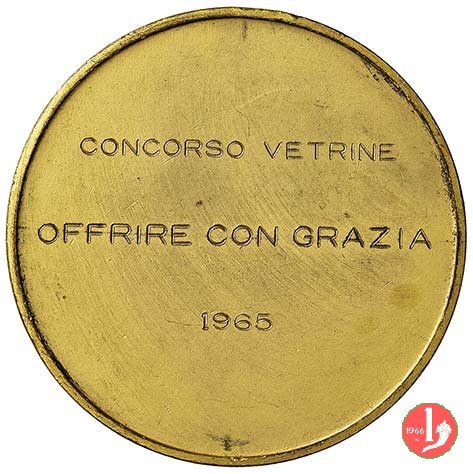 CONCORSO VETRINE
OFFRIRE CON GRAZIA
1965
1966